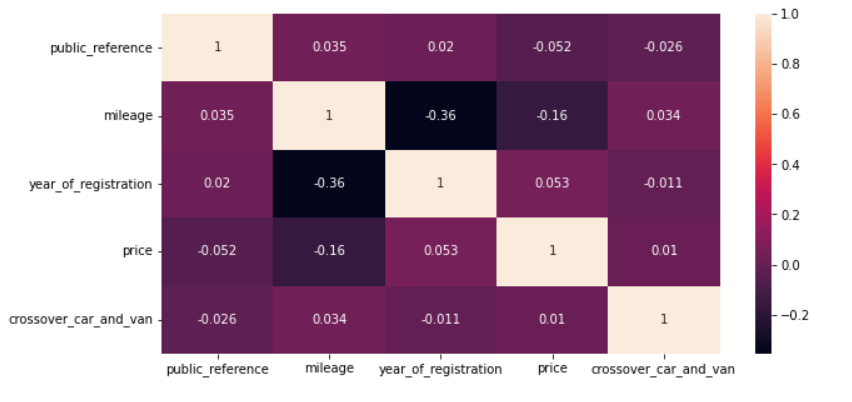 public_reference 1 0.035 0.02 -0.052 -0.026
mileage 0.035 1 -0.36 -0.16 0.034
year_of_registration 0.02 -0.36 1 0.053 -0.011
price -0.052 -0.16 0.053 1 0.01
crossover_car_and_van -0.026 0.034 -0.011 0.01 1
public_reference mileage year_of_registration price crossover_car_and_van
1.0
0.8
0.6
0.4
0.2
0.0
−0.2